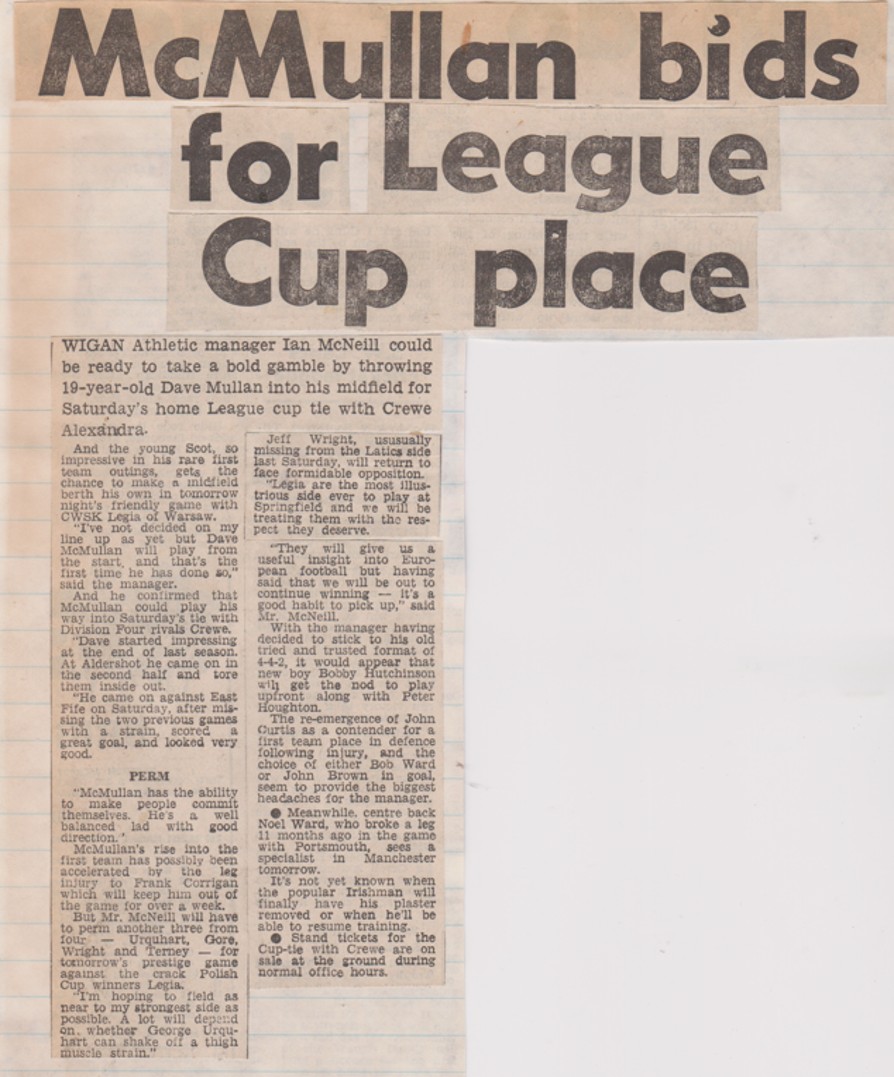 McMullan bids
for League
Cup place
WIGAN Athletic manager Ian McNeill could
be ready to take a bold gamble by throwing
19-year-old Dave Mullan into his midfield for
Saturday's home League cup tie with Crewe
Alexandra.
And the young Scot, so
impressive in his rare first
team outings, gets the
chance to make a midfield
berth his own in tomorrow
night's friendly game with
CWSK Legia of Warsaw.
"I've not decided on my
line up as yet but Dave
McMullan will play from
the start, and that's the
first time he has done so,"
said the manager.
And he confirmed that
McMullan could play his
way into Saturday's tie with
Division Four rivals Crewe.
"Dave started impressing
at the end of last season.
At Aldershot he came on in
the second half and tore
them inside out.
"He came on against East
Fife on Saturday, after mis-
sing the two previous games
with a strain, scored a
great goal, and looked very
good.
PERM
"McMullan has the ability
to make people commit
themselves. He's a well
balanced lad with good
direction.'
McMullan's rise into the
first team has possibly been
accelerated by the leg
injury to Frank Corrigan
which will keep him out of
the game for over a week.
But Mr. McNeill will have
to perm another three from
four — Urquhart, Gore,
Wright and Terney — for
tomorrow's prestige game
against the crack Polish
Cup winners Legia.
"I'm hoping to field as
near to my strongest side as
possible. A lot will depend
on whether George Urqu-
hart can shake off a thigh
muscle strain."
Jeff Wright, ususually
missing from the Latics side
last Saturday, will return to
face formidable opposition.
"Legia are the most illus-
trious side ever to play at
Springfield and we will be
treating them with the res-
pect they deserve.
"They will give us a
useful insight into Euro-
pean football but having
said that we will be out to
continue winning — it's a
good habit to pick up," said
Mr. McNeill.
With the manager having
decided to stick to his old
tried and trusted format of
4-4-2, it would appear that
new boy Bobby Hutchinson
will get the nod to play
upfront along with Peter
Houghton.
The re-emergence of John
Curtis as a contender for a
first team place in defence
following injury, and the
choice of either Bob Ward
or John Brown in goal,
seem to provide the biggest
headaches for the manager.
● Meanwhile, centre back
Noel Ward, who broke a leg
11 months ago in the game
with Portsmouth, sees a
specialist in Manchester
tomorrow.
It's not yet known when
the popular Irishman will
finally have his plaster
removed or when he'll be
able to resume training.
● Stand tickets for the
Cup-tie with Crewe are on
sale at the ground during
normal office hours.